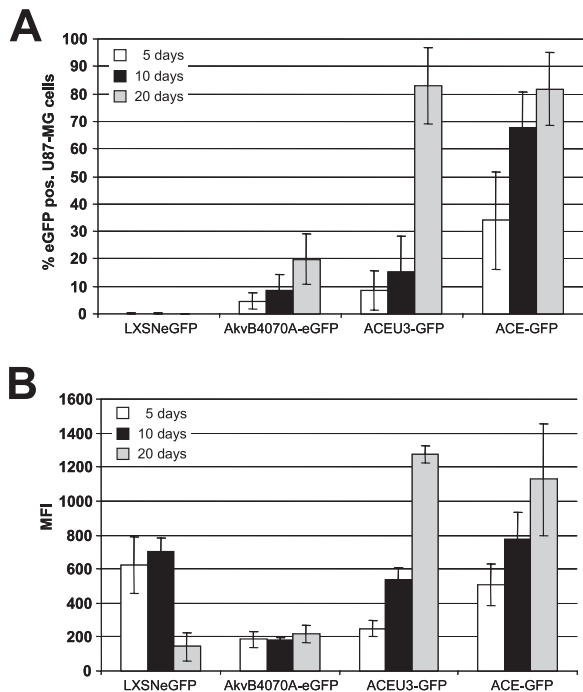 A
% eGFP pos. U87-MG cells
100
90
80
70
60
50
40
30
20
10
0
5 days
10 days
20 days
LXSNeGFP AkvB4070A-eGFP ACEU3-GFP ACE-GFP
B
MFI
1600
1400
1200
1000
800
600
400
200
0
5 days
10 days
20 days
LXSNeGFP AkvB4070A-eGFP ACEU3-GFP ACE-GFP